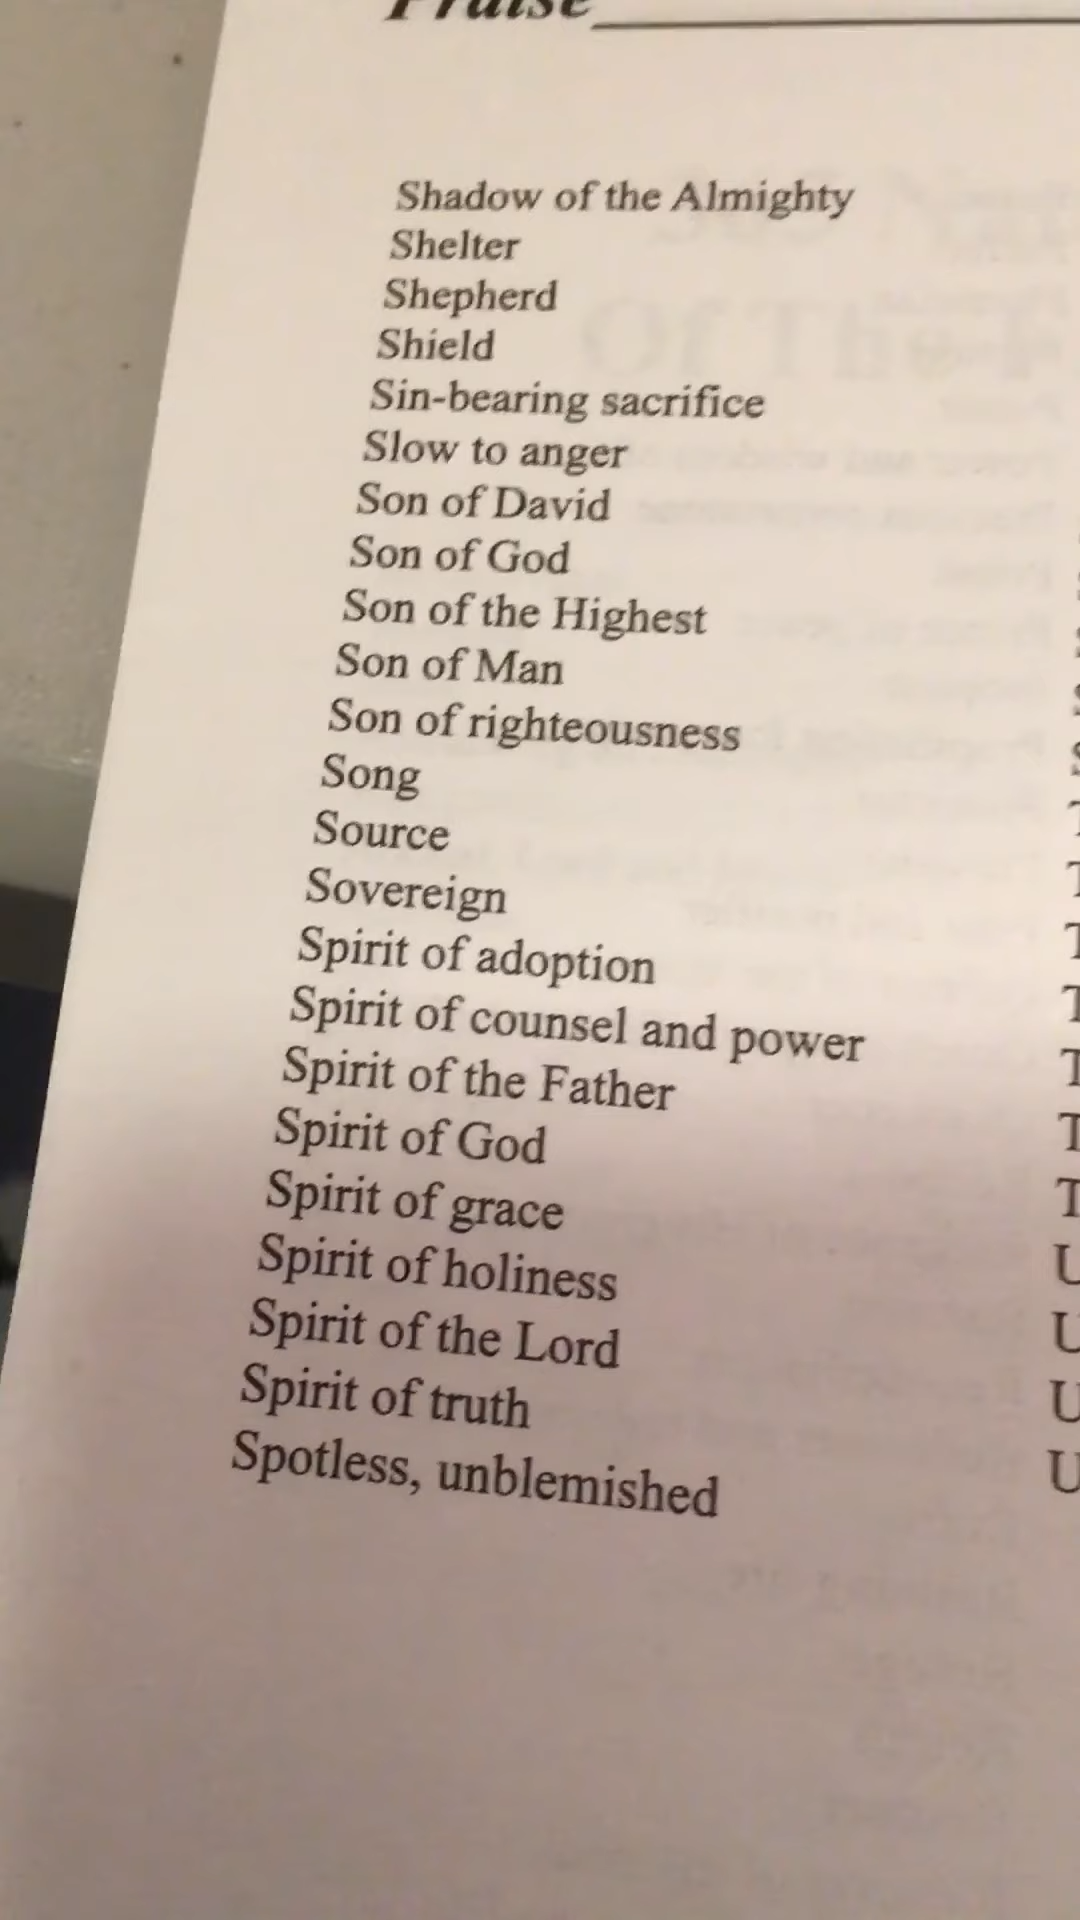 Praise
Shadow of the Almighty
Shelter
Shepherd
Shield
Sin-bearing sacrifice
Slow to anger
Son of David
Son of God
Son of the Highest
Son of Man
Son of righteousness
Song
Source
Sovereign
Spirit of adoption
Spirit of counsel and power
Spirit of the Father
Spirit of God
Spirit of grace
Spirit of holiness
Spirit of the Lord
Spirit of truth
Spotless, unblemished